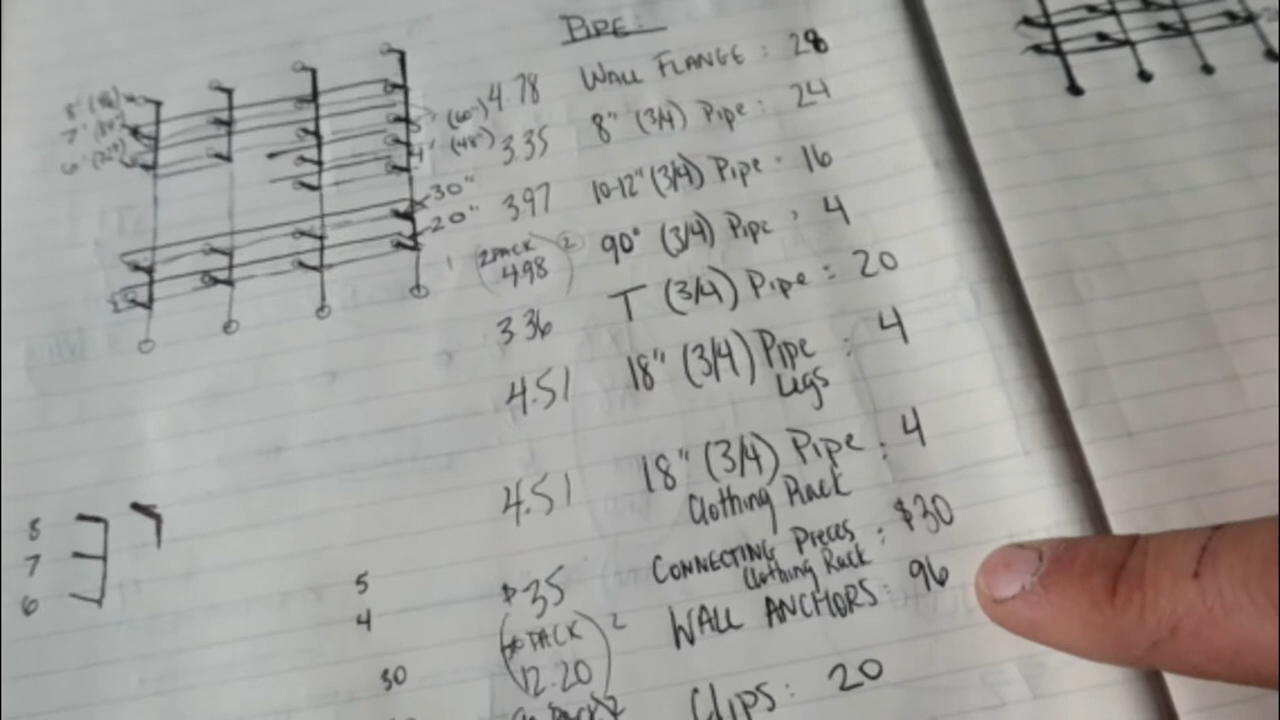 PIPE:
4.78 WALL FLANGE : 28
3.35 8" (3/4) Pipe : 24
3.97 10-12" (3/4) Pipe : 16
(2 PACK 4.98) 2 90° (3/4) Pipe : 4
3.36 T (3/4) Pipe : 20
4.51 18" (3/4) Pipe : 4
Legs
4.51 18" (3/4) Pipe : 4
Clothing Rack
$35 CONNECTING Pieces : $30
Clothing Rack
PACK 2 WALL ANCHORS : 96
12.20
Clips : 20
8'
7'
6'
(60")
4' (48")
30"
20"
8
7
6
5
4
30